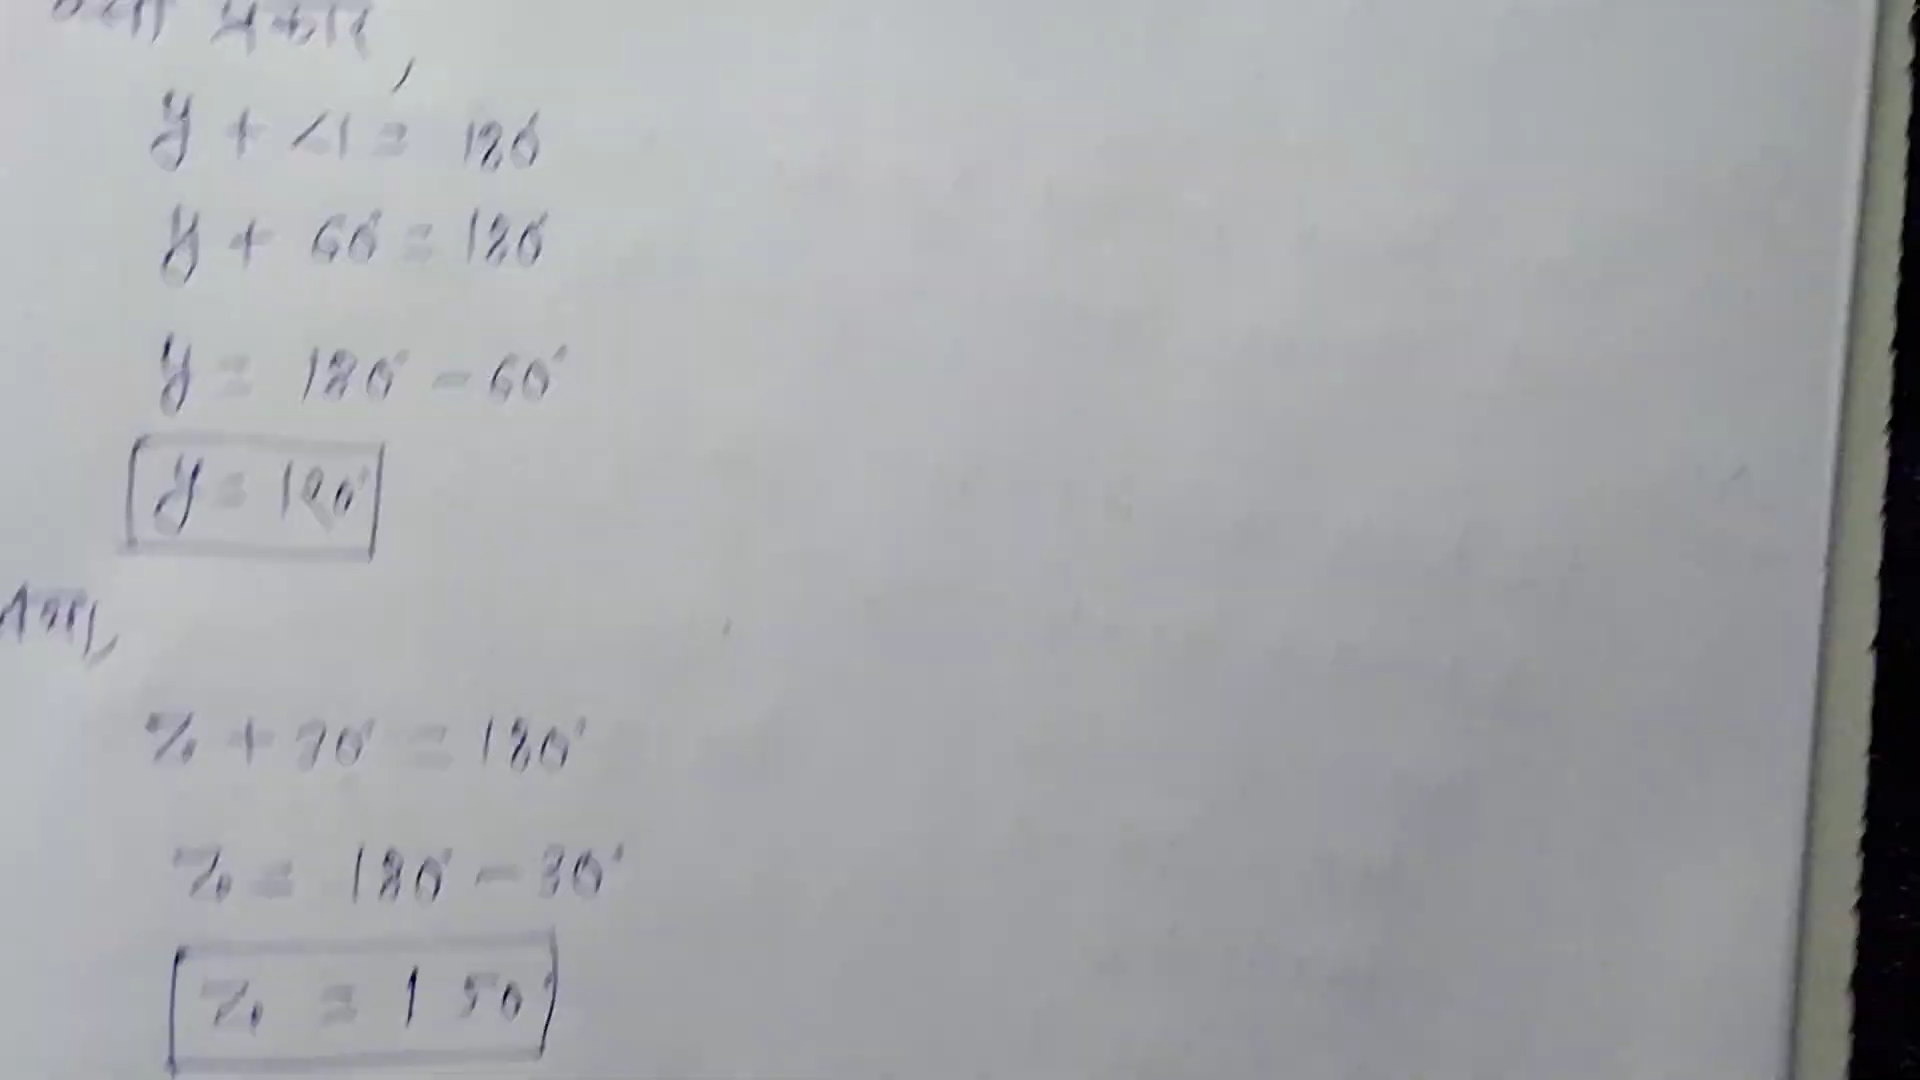 इसी प्रकार,
y + ∠1 = 180°
y + 60° = 180°
y = 180° - 60°
y = 120°
तथा,
z + 30° = 180°
z = 180° - 30°
z = 150°